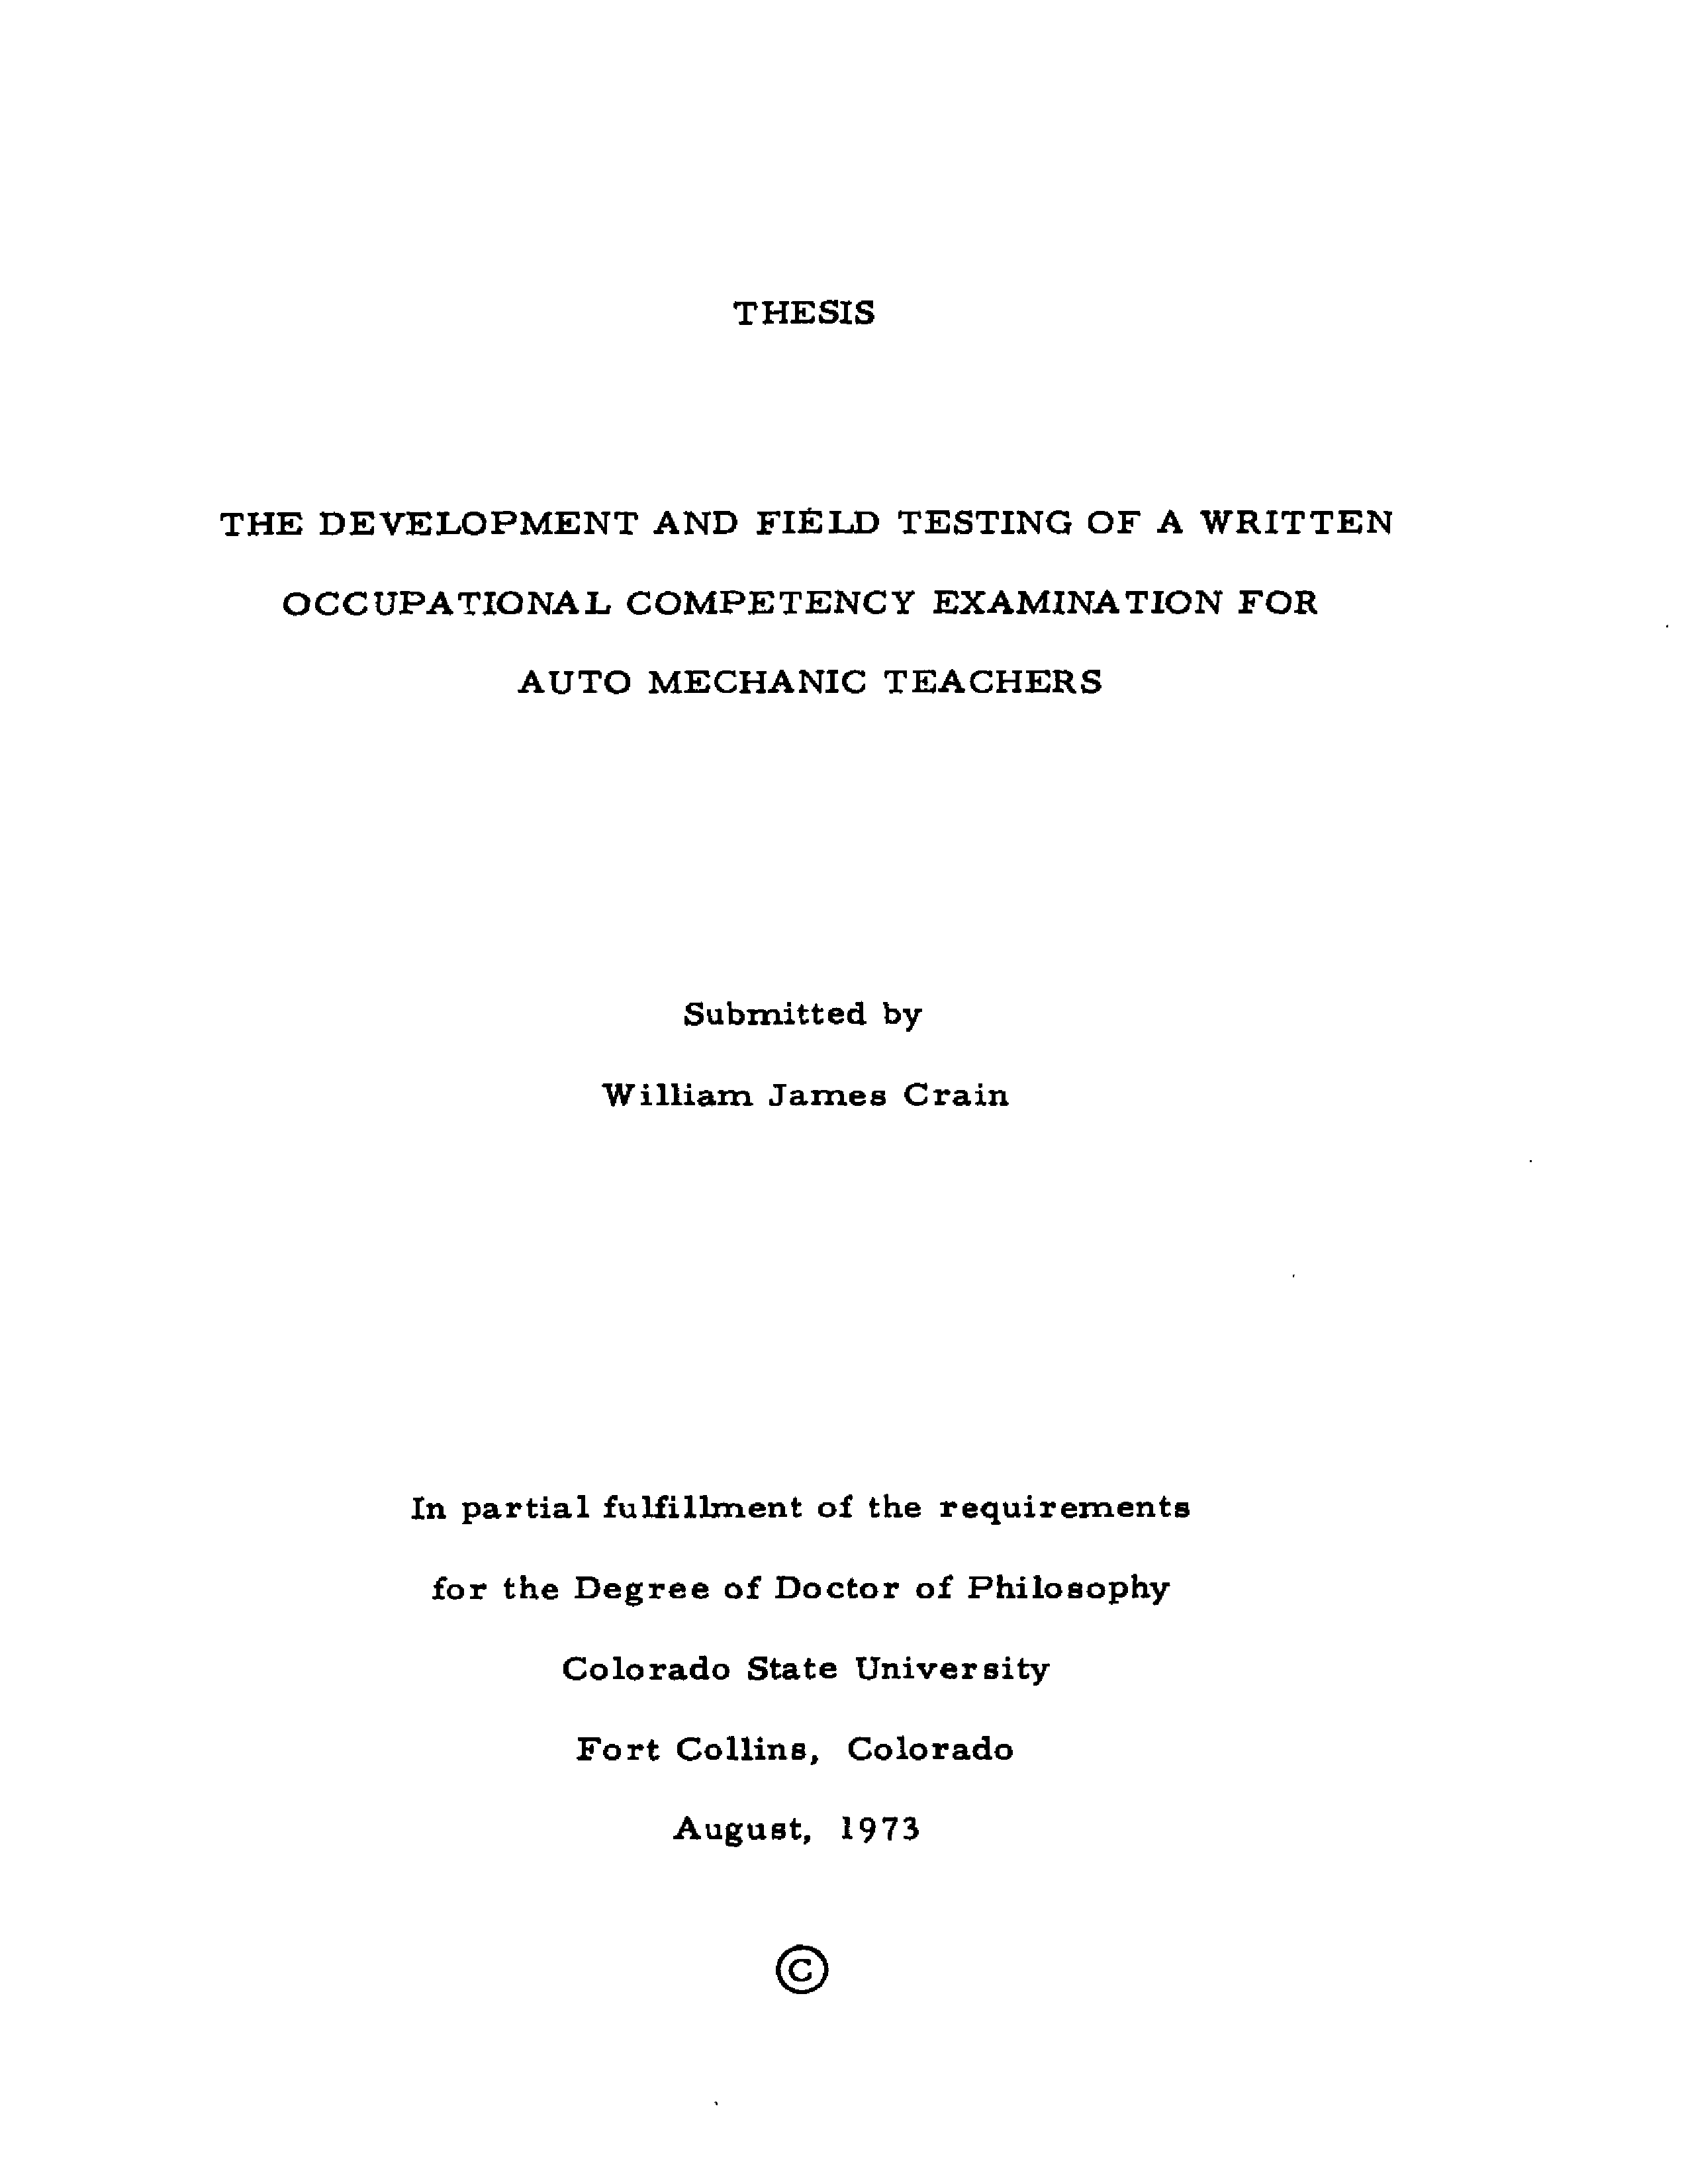 THESIS
THE DEVELOPMENT AND FIELD TESTING OF A WRITTEN
OCCUPATIONAL COMPETENCY EXAMINATION FOR
AUTO MECHANIC TEACHERS
Submitted by
William James Crain
In partial fulfillment of the requirements
for the Degree of Doctor of Philosophy
Colorado State University
Fort Collins, Colorado
August, 1973
©